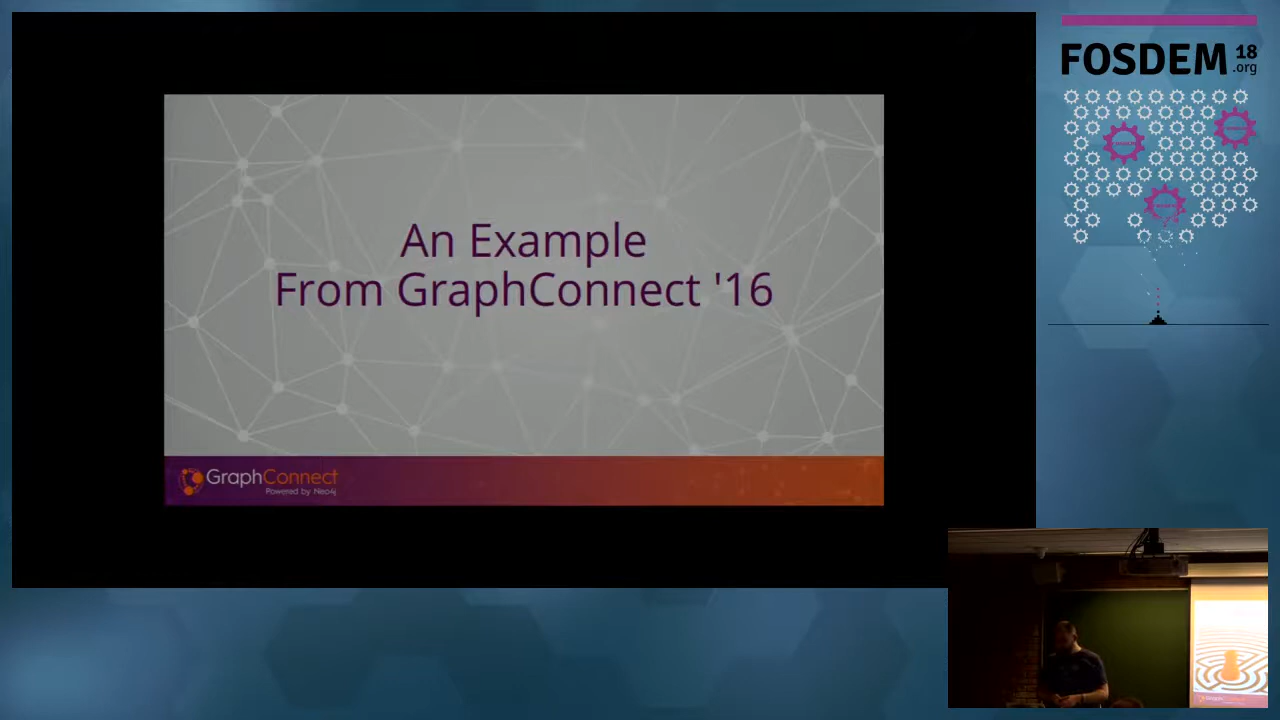 An Example
From GraphConnect '16
GraphConnect
Powered by Neo4j
FOSDEM 18
.org